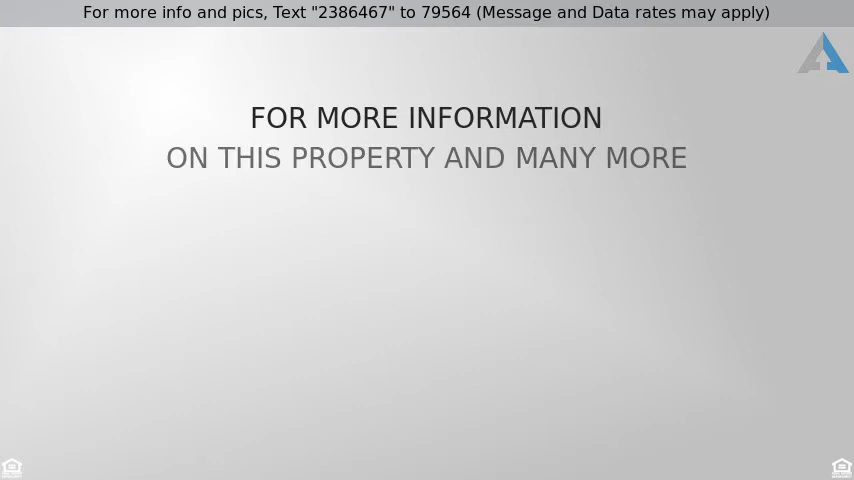 For more info and pics, Text "2386467" to 79564 (Message and Data rates may apply)
FOR MORE INFORMATION
ON THIS PROPERTY AND MANY MORE